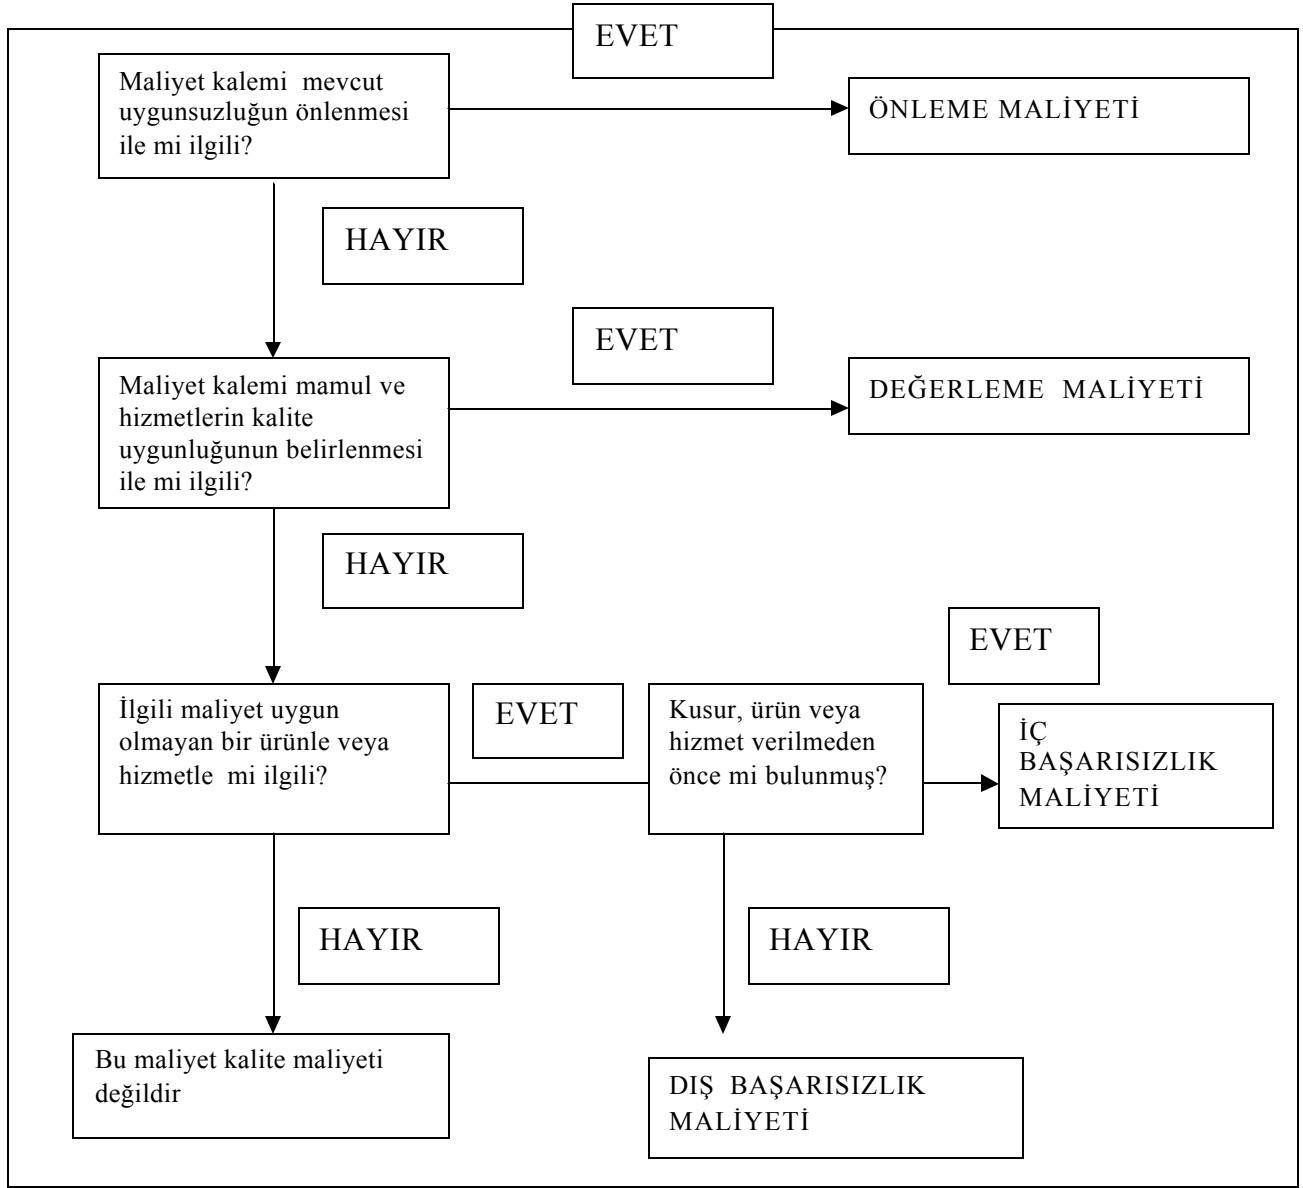 EVET
Maliyet kalemi mevcut
uygunsuzluğun önlenmesi
ile mi ilgili?
ÖNLEME MALİYETİ
HAYIR
EVET
Maliyet kalemi mamul ve
hizmetlerin kalite
uygunluğunun belirlenmesi
ile mi ilgili?
DEĞERLEME MALİYETİ
HAYIR
EVET
İlgili maliyet uygun
olmayan bir ürünle veya
hizmetle mi ilgili?
EVET
Kusur, ürün veya
hizmet verilmeden
önce mi bulunmuş?
İÇ
BAŞARISIZLIK
MALİYETİ
HAYIR
HAYIR
Bu maliyet kalite maliyeti
değildir
DIŞ BAŞARISIZLIK
MALİYETİ